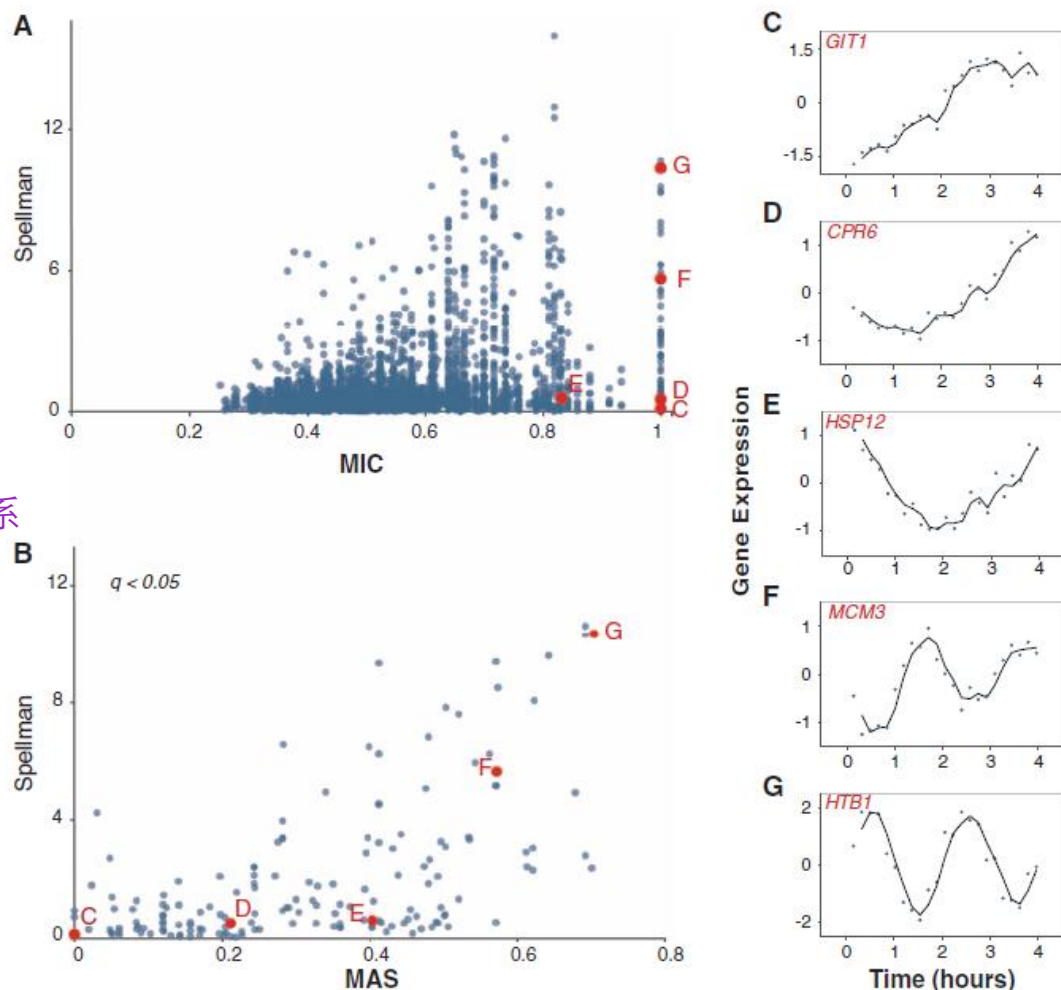 A
Spellman
12
6
0
0
0.2
0.4
0.6
0.8
1
MIC
G
F
E
D
C
系
B
q < 0.05
Spellman
12
8
4
0
0.2
0.4
0.6
0.8
MAS
C
D
E
F
G
Gene Expression
C
GIT1
1.5
0
-1.5
0 1 2 3 4
D
CPR6
1
0
-1
0 1 2 3 4
E
HSP12
1
0
-1
0 1 2 3 4
F
MCM3
1
0
-1
0 1 2 3 4
G
HTB1
2
0
-2
0 1 2 3 4
Time (hours)